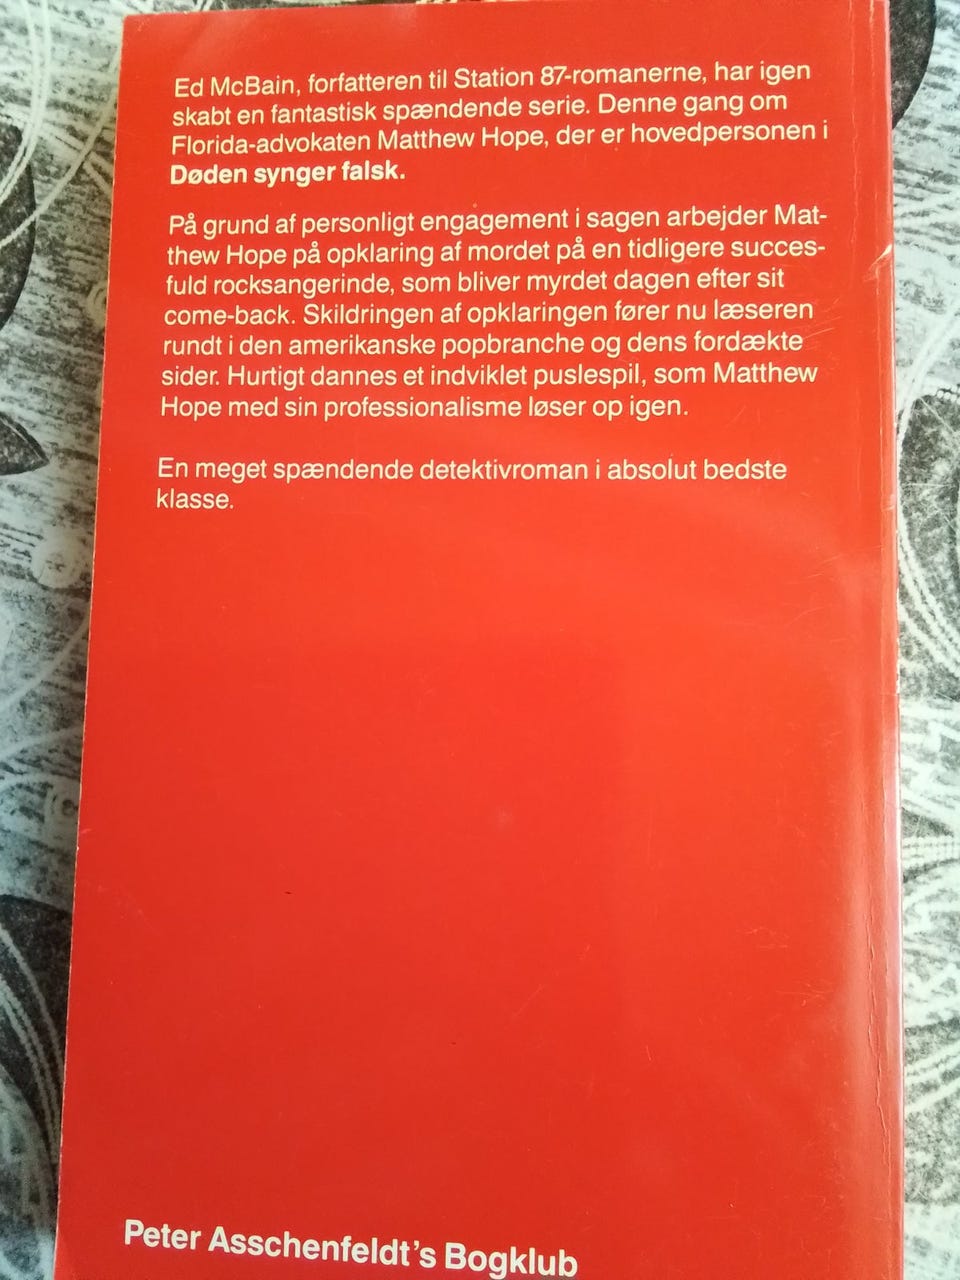 Ed McBain, forfatteren til Station 87-romanerne, har igen
skabt en fantastisk spændende serie. Denne gang om
Florida-advokaten Matthew Hope, der er hovedpersonen i
Døden synger falsk.
På grund af personligt engagement i sagen arbejder Mat-
thew Hope på opklaring af mordet på en tidligere succes-
fuld rocksangerinde, som bliver myrdet dagen efter sit
come-back. Skildringen af opklaringen fører nu læseren
rundt i den amerikanske popbranche og dens fordækte
sider. Hurtigt dannes et indviklet puslespil, som Matthew
Hope med sin professionalisme løser op igen.
En meget spændende detektivroman i absolut bedste
klasse.
Peter Asschenfeldt's Bogklub